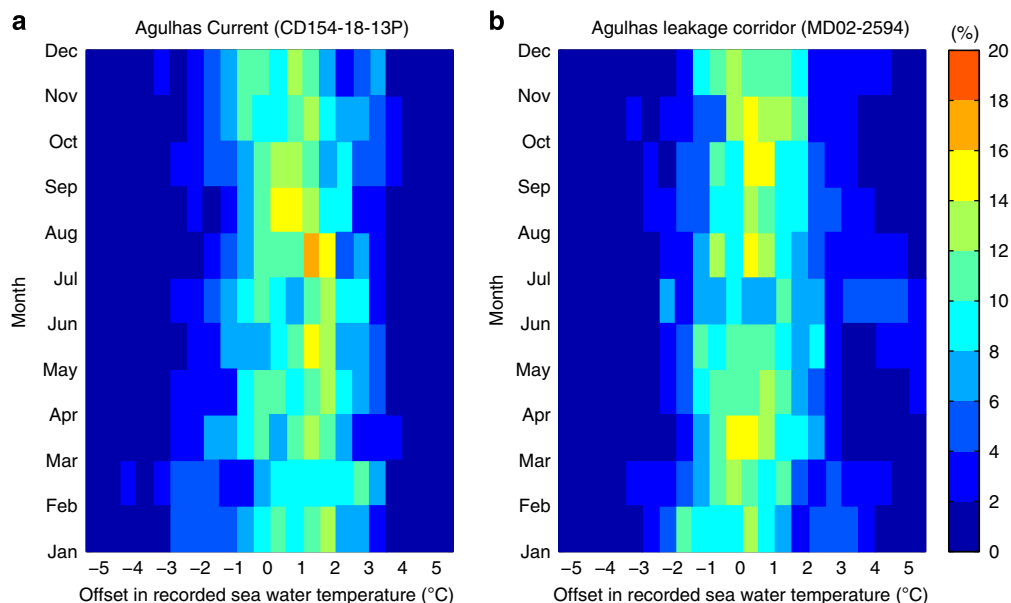 a
Agulhas Current (CD154-18-13P)
Dec
Nov
Oct
Sep
Aug
Jul
Jun
May
Apr
Mar
Feb
Jan
Month
−5 −4 −3 −2 −1 0 1 2 3 4 5
Offset in recorded sea water temperature (°C)
b
Agulhas leakage corridor (MD02-2594)
Dec
Nov
Oct
Sep
Aug
Jul
Jun
May
Apr
Mar
Feb
Jan
Month
−5 −4 −3 −2 −1 0 1 2 3 4 5
Offset in recorded sea water temperature (°C)
(%)
20
18
16
14
12
10
8
6
4
2
0